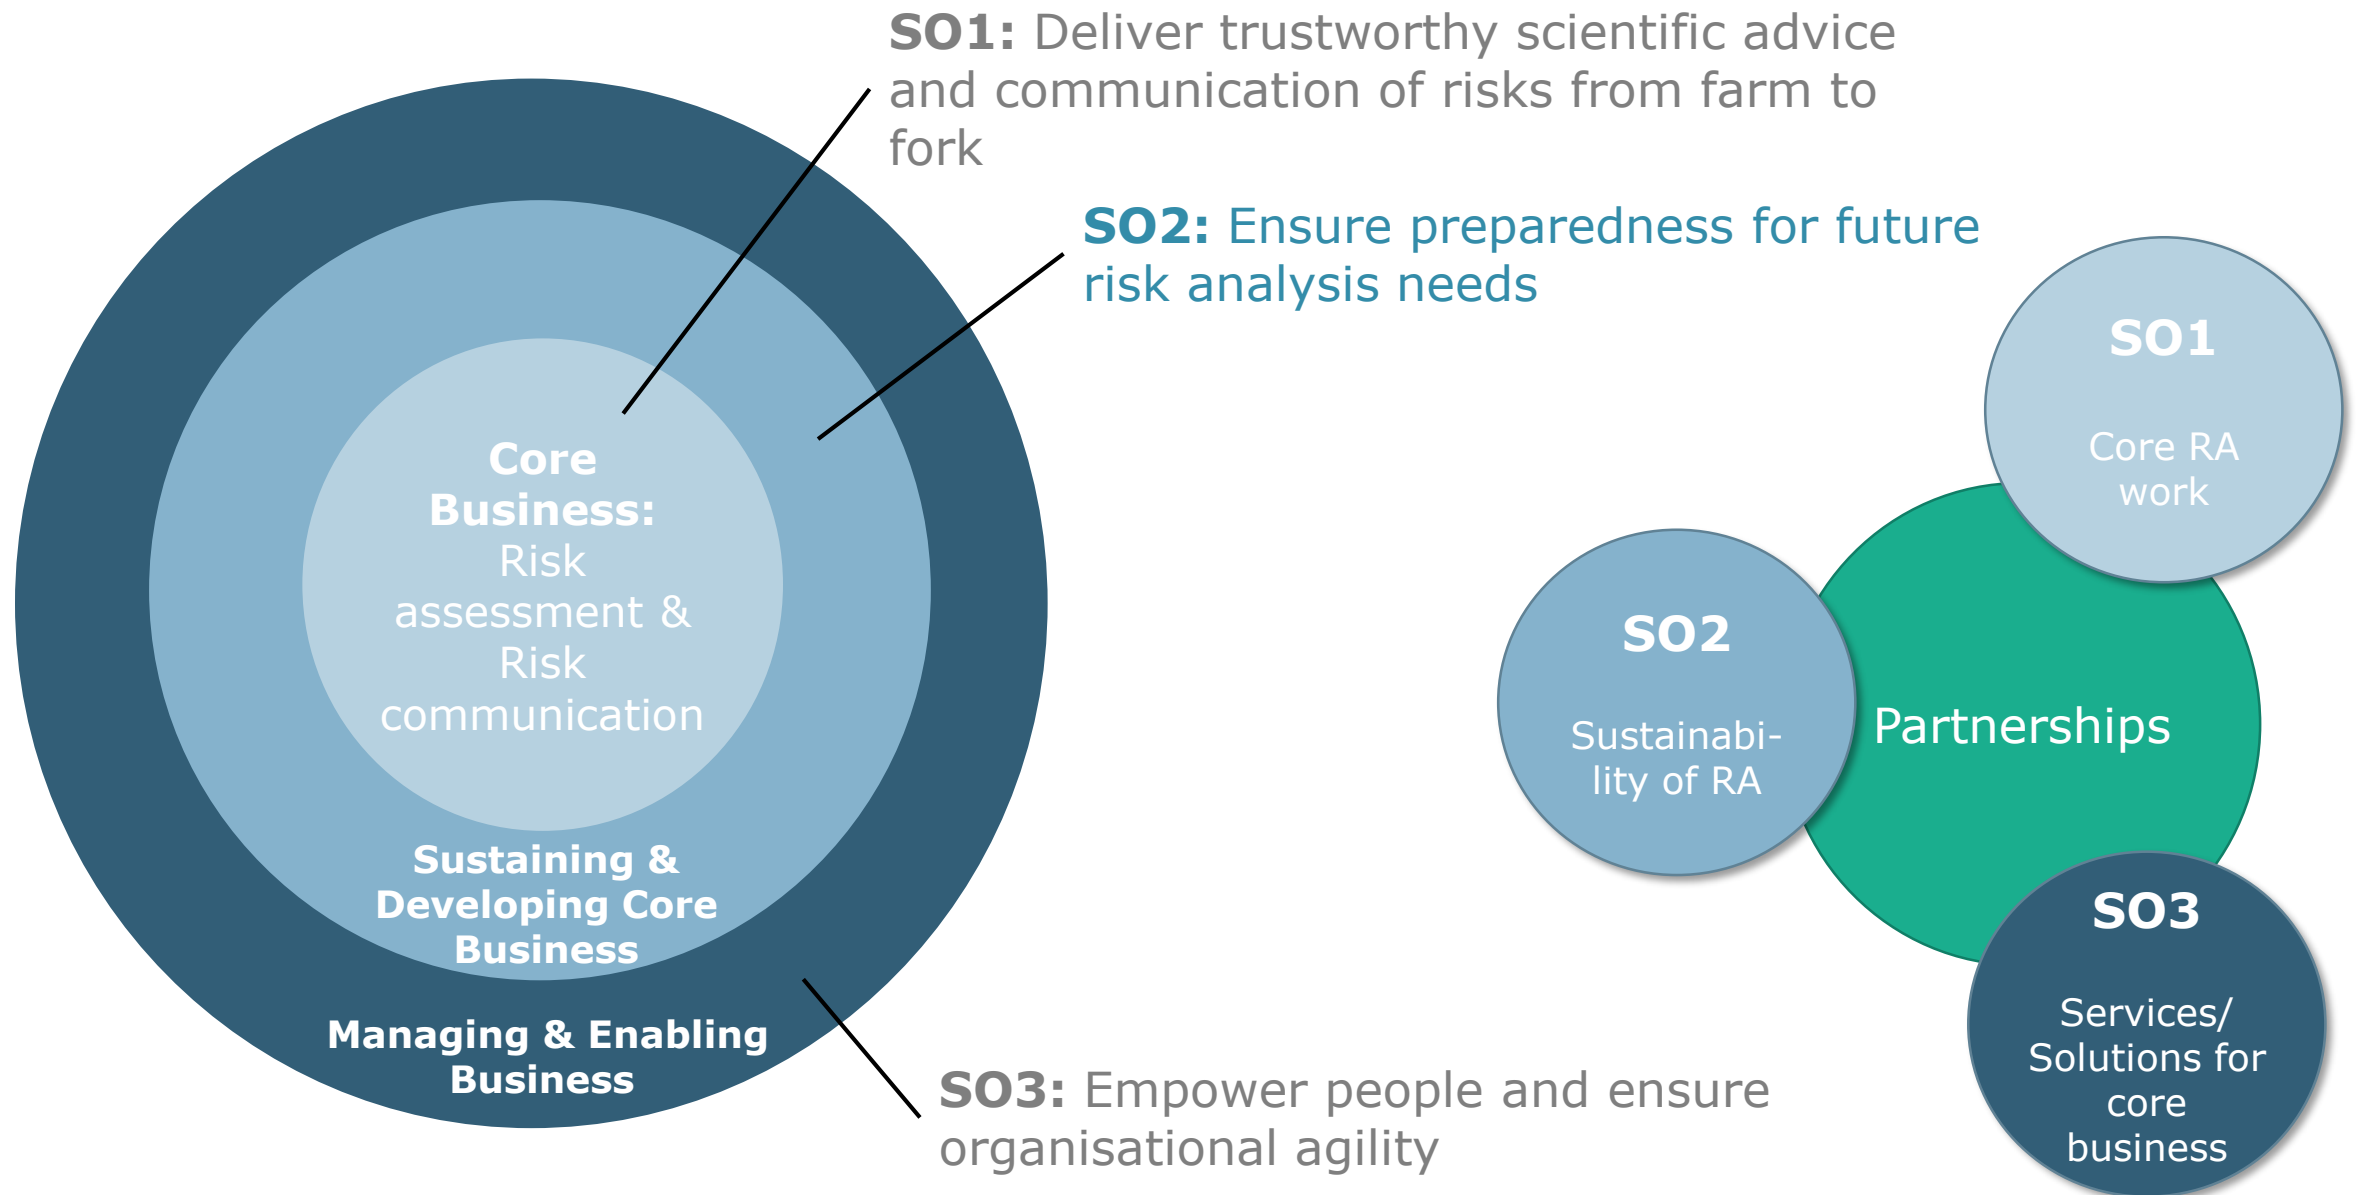 SO1: Deliver trustworthy scientific advice
and communication of risks from farm to
fork
SO2: Ensure preparedness for future
risk analysis needs
Core
Business:
Risk
assessment &
Risk
communication
Sustaining &
Developing Core
Business
Managing & Enabling
Business
SO3: Empower people and ensure
organisational agility
SO1
Core RA
work
SO2
Sustainabi-
lity of RA
Partnerships
SO3
Services/
Solutions for
core
business